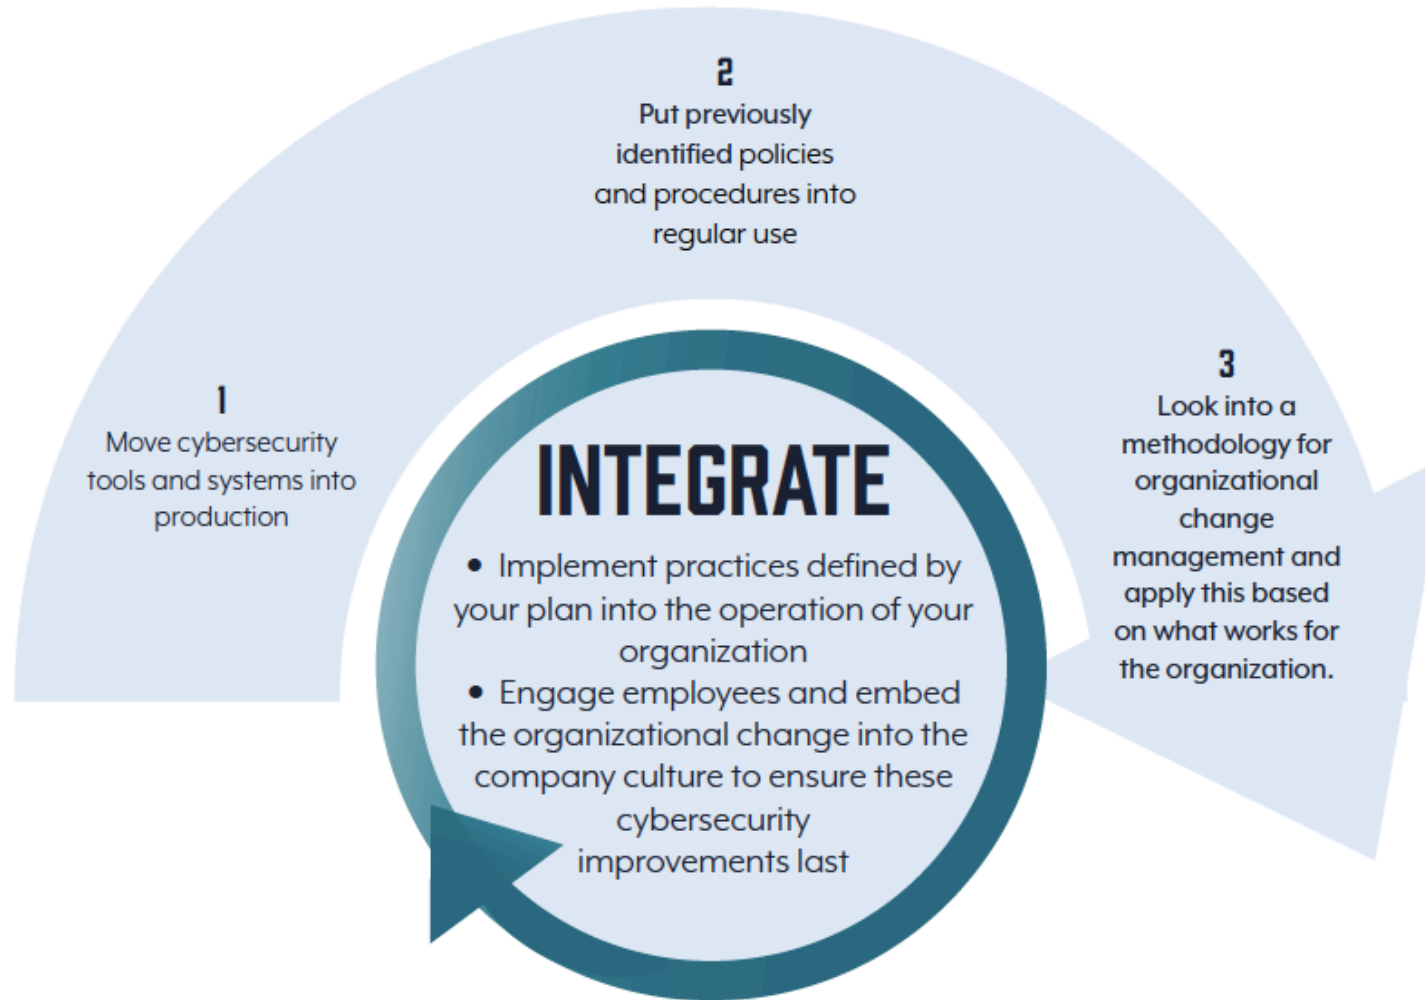 2
Put previously
identified policies
and procedures into
regular use
1
Move cybersecurity
tools and systems into
production
3
Look into a
methodology for
organizational
change
management and
apply this based
on what works for
the organization.
INTEGRATE
• Implement practices defined by
your plan into the operation of your
organization
• Engage employees and embed
the organizational change into the
company culture to ensure these
cybersecurity
improvements last